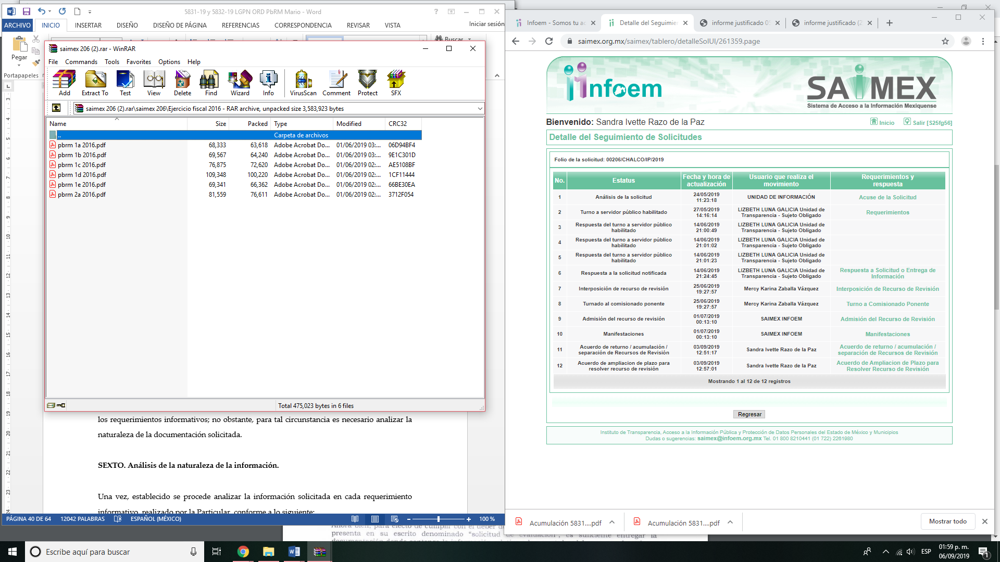 5831-19 y 5832-19 LGPN ORD PbRM Mario - Word
ARCHIVO INICIO INSERTAR DISEÑO DISEÑO DE PÁGINA REFERENCIAS CORRESPONDENCIA REVISAR VISTA Iniciar sesión
Pegar
Portapapeles
Buscar
saimex 206 (2).rar - WinRAR
File Commands Tools Favorites Options Help
Add Extract To Test View Delete Find Wizard Info VirusScan Comment Protect SFX
saimex 206 (2).rar\saimex 206\Ejercicio fiscal 2016 - RAR archive, unpacked size 3,583,923 bytes
Name Size Packed Type Modified CRC32
.. Carpeta de archivos
pbrm 1a 2016.pdf 68,333 63,618 Adobe Acrobat Do... 01/06/2019 03:... 06D94BF4
pbrm 1b 2016.pdf 69,567 64,240 Adobe Acrobat Do... 01/06/2019 03:... 9E1C301D
pbrm 1c 2016.pdf 76,875 72,620 Adobe Acrobat Do... 01/06/2019 02:... AE5108BF
pbrm 1d 2016.pdf 109,348 100,220 Adobe Acrobat Do... 01/06/2019 02:... 1CF11444
pbrm 1e 2016.pdf 69,341 66,362 Adobe Acrobat Do... 01/06/2019 02:... 66BE30EA
pbrm 2a 2016.pdf 81,559 76,611 Adobe Acrobat Do... 01/06/2019 02:... 3712F054
Total 475,023 bytes in 6 files
los requerimientos informativos; no obstante, para tal circunstancia es necesario analizar la
naturaleza de la documentación solicitada.
SEXTO. Análisis de la naturaleza de la información.
Una vez, establecido se procede analizar la información solicitada en cada requerimiento
informativo, realizado por la Particular, conforme a lo siguiente:
PÁGINA 40 DE 64 12042 PALABRAS ESPAÑOL (MÉXICO) 100 %
presenta en su escrito denominado "solicitud de evaluación", es suficiente entregar la
Infoem - Somos tu ac
Detalle del Seguimie
informe justificado 0
informe justificado (2
saimex.org.mx/saimex/tablero/detalleSolUI/261359.page
infoem
SAIMEX
Sistema de Acceso a la Información Mexiquense
Bienvenido: Sandra Ivette Razo de la Paz
Inicio Salir [S25fg56]
Detalle del Seguimiento de Solicitudes
Folio de la solicitud: 00206/CHALCO/IP/2019
No. Estatus Fecha y hora de actualización Usuario que realiza el movimiento Requerimientos y respuesta
1 Análisis de la solicitud 24/05/2019 11:23:18 UNIDAD DE INFORMACIÓN Acuse de la Solicitud
2 Turno a servidor público habilitado 27/05/2019 14:16:14 LIZBETH LUNA GALICIA Unidad de Transparencia - Sujeto Obligado Requerimientos
3 Respuesta del turno a servidor público habilitado 14/06/2019 21:00:49 LIZBETH LUNA GALICIA Unidad de Transparencia - Sujeto Obligado
4 Respuesta del turno a servidor público habilitado 14/06/2019 21:01:02 LIZBETH LUNA GALICIA Unidad de Transparencia - Sujeto Obligado
5 Respuesta del turno a servidor público habilitado 14/06/2019 21:01:23 LIZBETH LUNA GALICIA Unidad de Transparencia - Sujeto Obligado
6 Respuesta a la solicitud notificada 14/06/2019 21:24:45 LIZBETH LUNA GALICIA Unidad de Transparencia - Sujeto Obligado Respuesta a Solicitud o Entrega de Información
7 Interposición de recurso de revisión 25/06/2019 19:27:57 Mercy Karina Zaballa Vázquez Interposición de Recurso de Revisión
8 Turnado al comisionado ponente 25/06/2019 19:27:57 Mercy Karina Zaballa Vázquez Turno a Comisionado Ponente
9 Admisión del recurso de revisión 01/07/2019 00:13:10 SAIMEX INFOEM Admisión del Recurso de Revisión
10 Manifestaciones 01/07/2019 00:13:10 SAIMEX INFOEM Manifestaciones
11 Acuerdo de returno / acumulación / separación de Recursos de Revisión 03/09/2019 12:51:17 Sandra Ivette Razo de la Paz Acuerdo de returno / acumulación / separación de Recursos de Revisión
12 Acuerdo de ampliacion de plazo para resolver recurso de revisión 03/09/2019 12:57:01 Sandra Ivette Razo de la Paz Acuerdo de Ampliacion de Plazo para Resolver Recurso de Revisión
Mostrando 1 al 12 de 12 registros
Regresar
Instituto de Transparencia, Acceso a la Información Pública y Protección de Datos Personales del Estado de México y Municipios
Dudas o sugerencias: saimex@infoem.org.mx Tel. 01 800 8210441 (01 722) 2261980
Acumulación 5831....pdf
Acumulación 5831....pdf
Mostrar todo
Escribe aquí para buscar
ESP
01:59 p. m.
06/09/2019
1